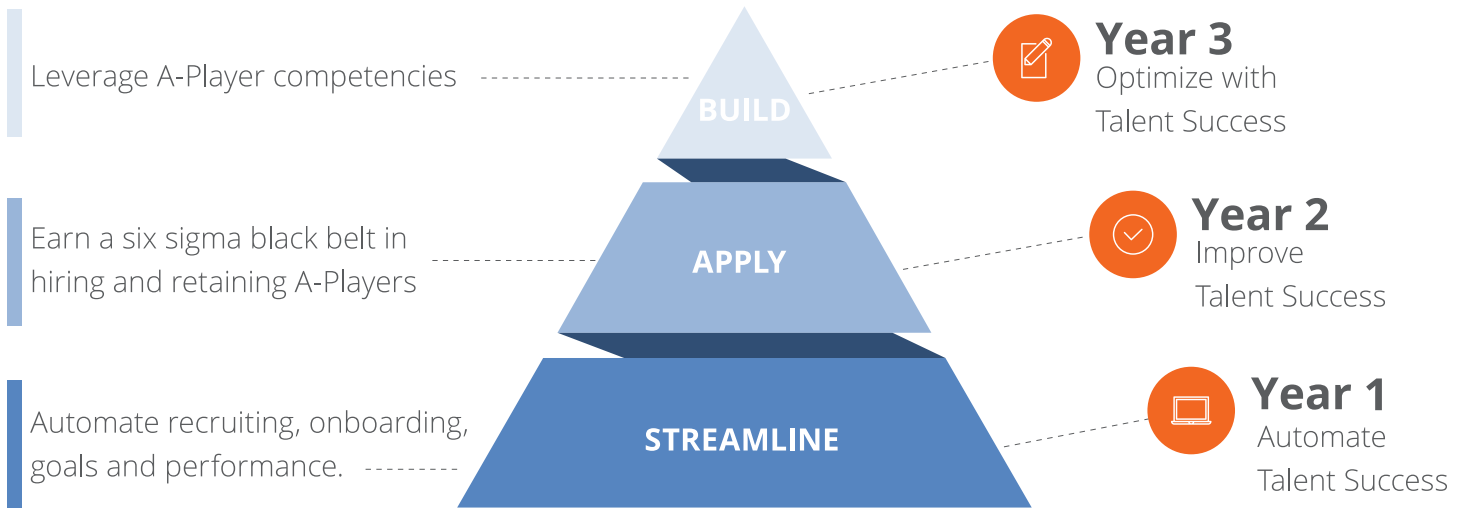 Leverage A-Player competencies
BUILD
Year 3
Optimize with
Talent Success
Earn a six sigma black belt in
hiring and retaining A-Players
APPLY
Year 2
Improve
Talent Success
Automate recruiting, onboarding,
goals and performance.
STREAMLINE
Year 1
Automate
Talent Success